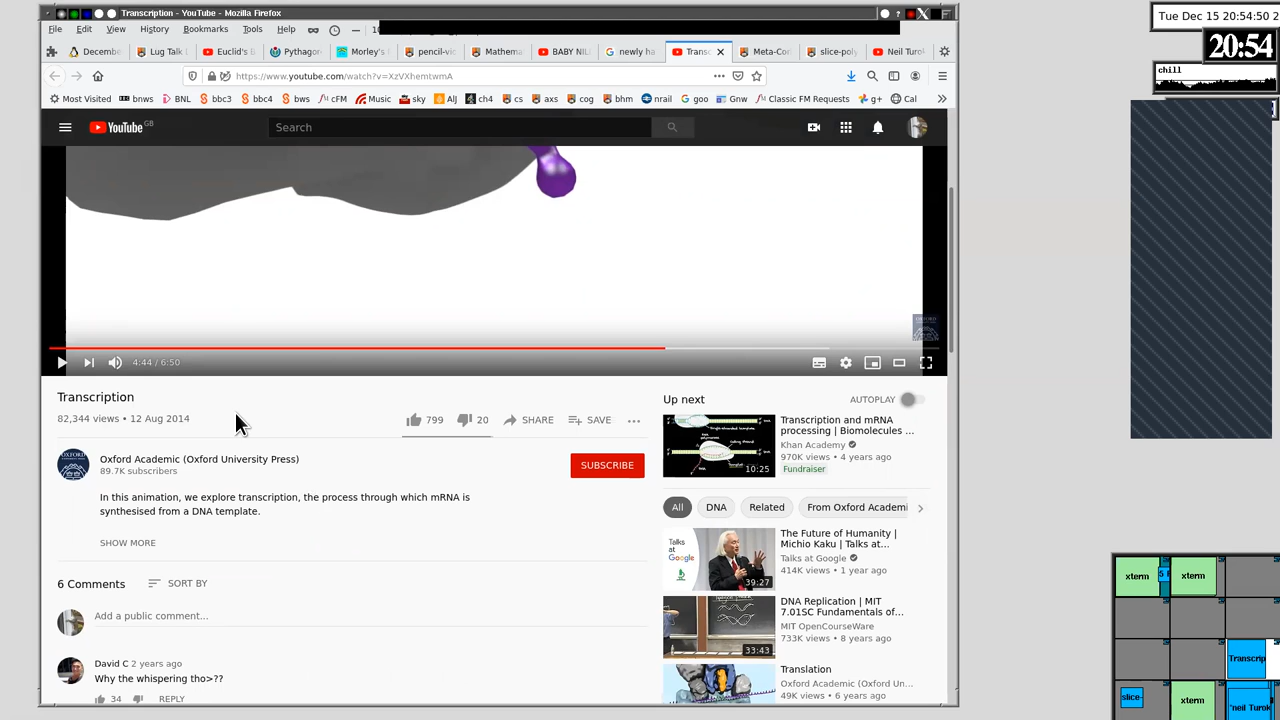 Transcription - YouTube - Mozilla Firefox
Tue Dec 15 20:54:50 2
File Edit View History Bookmarks Tools Help
20:54
Decembe
Lug Talk
Euclid's B
Pythagor
Morley's
pencil-vic
Mathema
BABY NIL
newly ha
Transc
Meta-Con
slice-poly
Neil Turok
chill
https://www.youtube.com/watch?v=XzVXhemtwmA
Most Visited bnws BNL bbc3 bbc4 bws cFM Music sky AlJ ch4 cs axs cog bhm nrail goo Gnw Classic FM Requests g+ Cal
YouTube GB
Search
OXFORD
4:44 / 6:50
Transcription
82,344 views • 12 Aug 2014
799
20
SHARE
SAVE
Oxford Academic (Oxford University Press)
89.7K subscribers
SUBSCRIBE
In this animation, we explore transcription, the process through which mRNA is
synthesised from a DNA template.
SHOW MORE
6 Comments
SORT BY
Add a public comment...
David C 2 years ago
Why the whispering tho>??
34
REPLY
Up next
AUTOPLAY
Transcription and mRNA
processing | Biomolecules ...
Khan Academy
970K views • 4 years ago
Fundraiser
10:25
All
DNA
Related
From Oxford Academi
The Future of Humanity |
Michio Kaku | Talks at...
Talks at Google
414K views • 1 year ago
Talks
at
Google
39:27
DNA Replication | MIT
7.01SC Fundamentals of...
MIT OpenCourseWare
733K views • 8 years ago
33:43
Translation
Oxford Academic (Oxford Un...
49K views • 6 years ago
xterm
xterm
Transcrip
slice-
xterm
"neil Turok